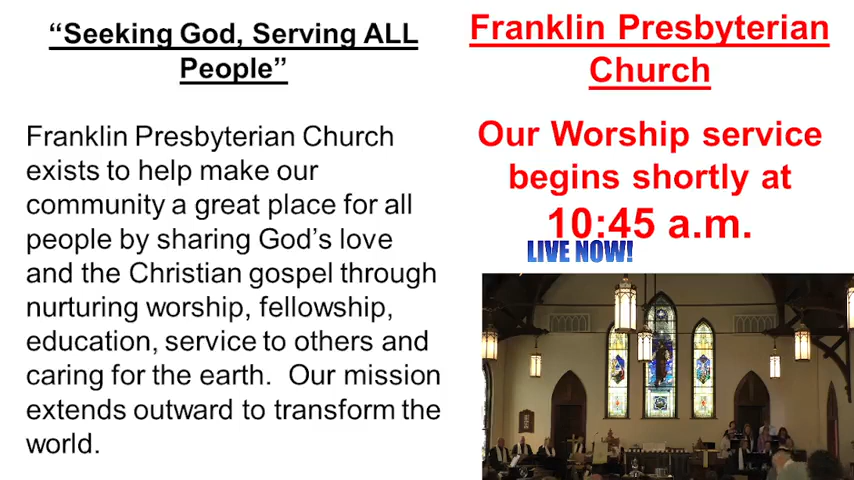 “Seeking God, Serving ALL
People”
Franklin Presbyterian Church
exists to help make our
community a great place for all
people by sharing God’s love
and the Christian gospel through
nurturing worship, fellowship,
education, service to others and
caring for the earth.  Our mission
extends outward to transform the
world.
Franklin Presbyterian
Church
Our Worship service
begins shortly at
10:45 a.m.
LIVE NOW!